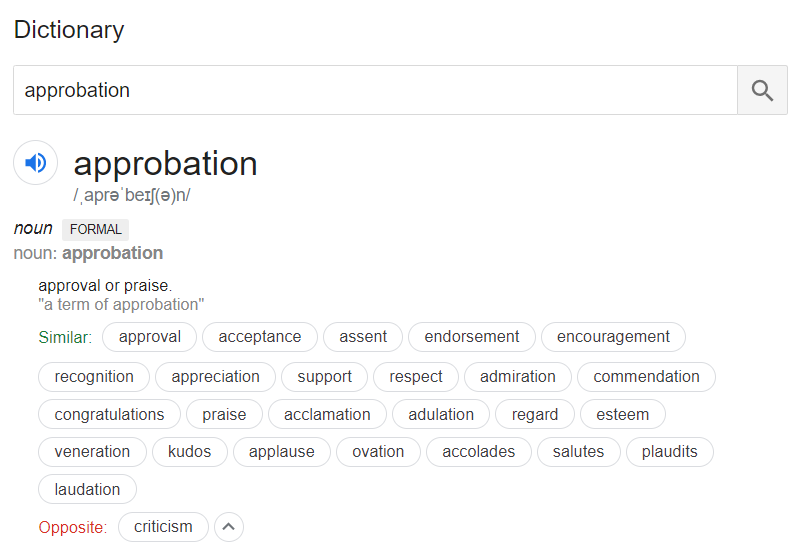 Dictionary
approbation
approbation
/ˌaprəˈbeɪʃ(ə)n/
noun FORMAL
noun: approbation
approval or praise.
"a term of approbation"
Similar: approval acceptance assent endorsement encouragement
recognition appreciation support respect admiration commendation
congratulations praise acclamation adulation regard esteem
veneration kudos applause ovation accolades salutes plaudits
laudation
Opposite: criticism